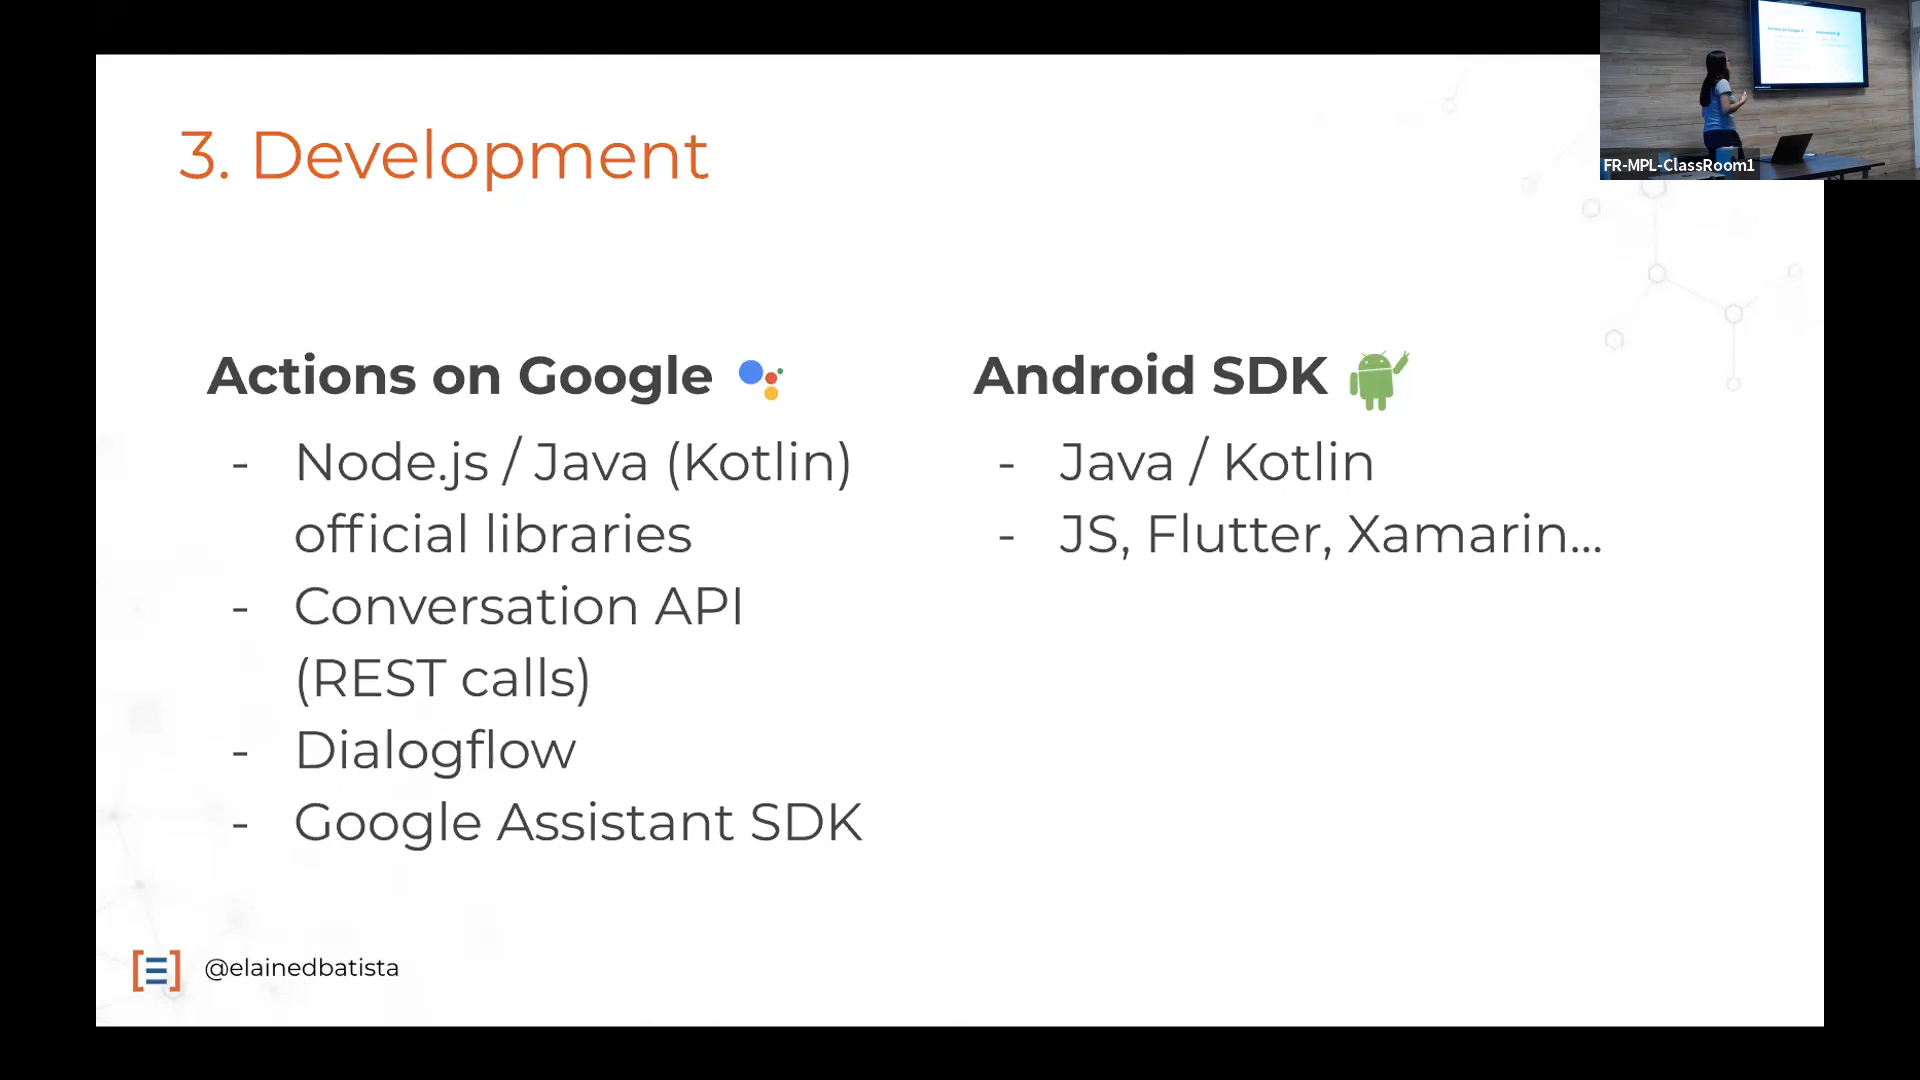 3. Development
Actions on Google
- Node.js / Java (Kotlin)
official libraries
- Conversation API
(REST calls)
- Dialogflow
- Google Assistant SDK
Android SDK
- Java / Kotlin
- JS, Flutter, Xamarin...
@elainedbatista
FR-MPL-ClassRoom1